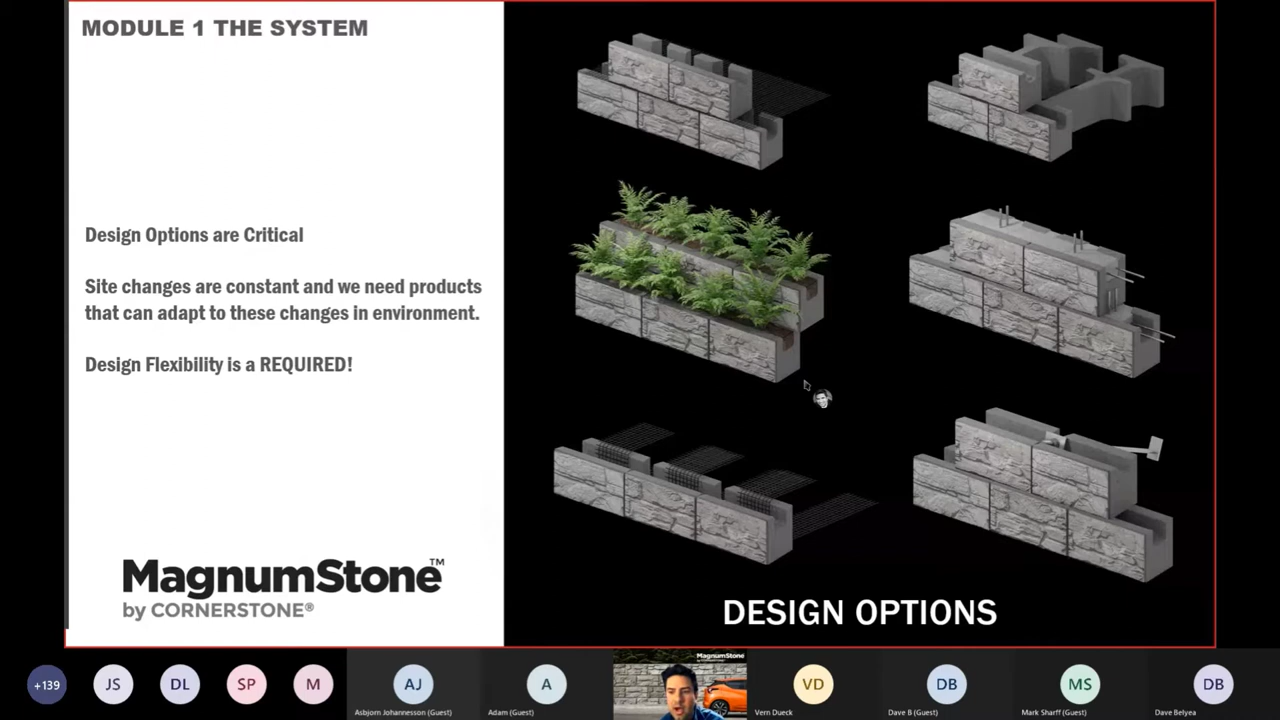 MODULE 1 THE SYSTEM
Design Options are Critical
Site changes are constant and we need products
that can adapt to these changes in environment.
Design Flexibility is a REQUIRED!
MagnumStone™
by CORNERSTONE®
DESIGN OPTIONS
+139
JS
DL
SP
M
AJ
Asbjorn Johannesson (Guest)
A
Adam (Guest)
MagnumStone
VD
Vern Dueck
DB
Dave B (Guest)
MS
Mark Sharff (Guest)
DB
Dave Belyea